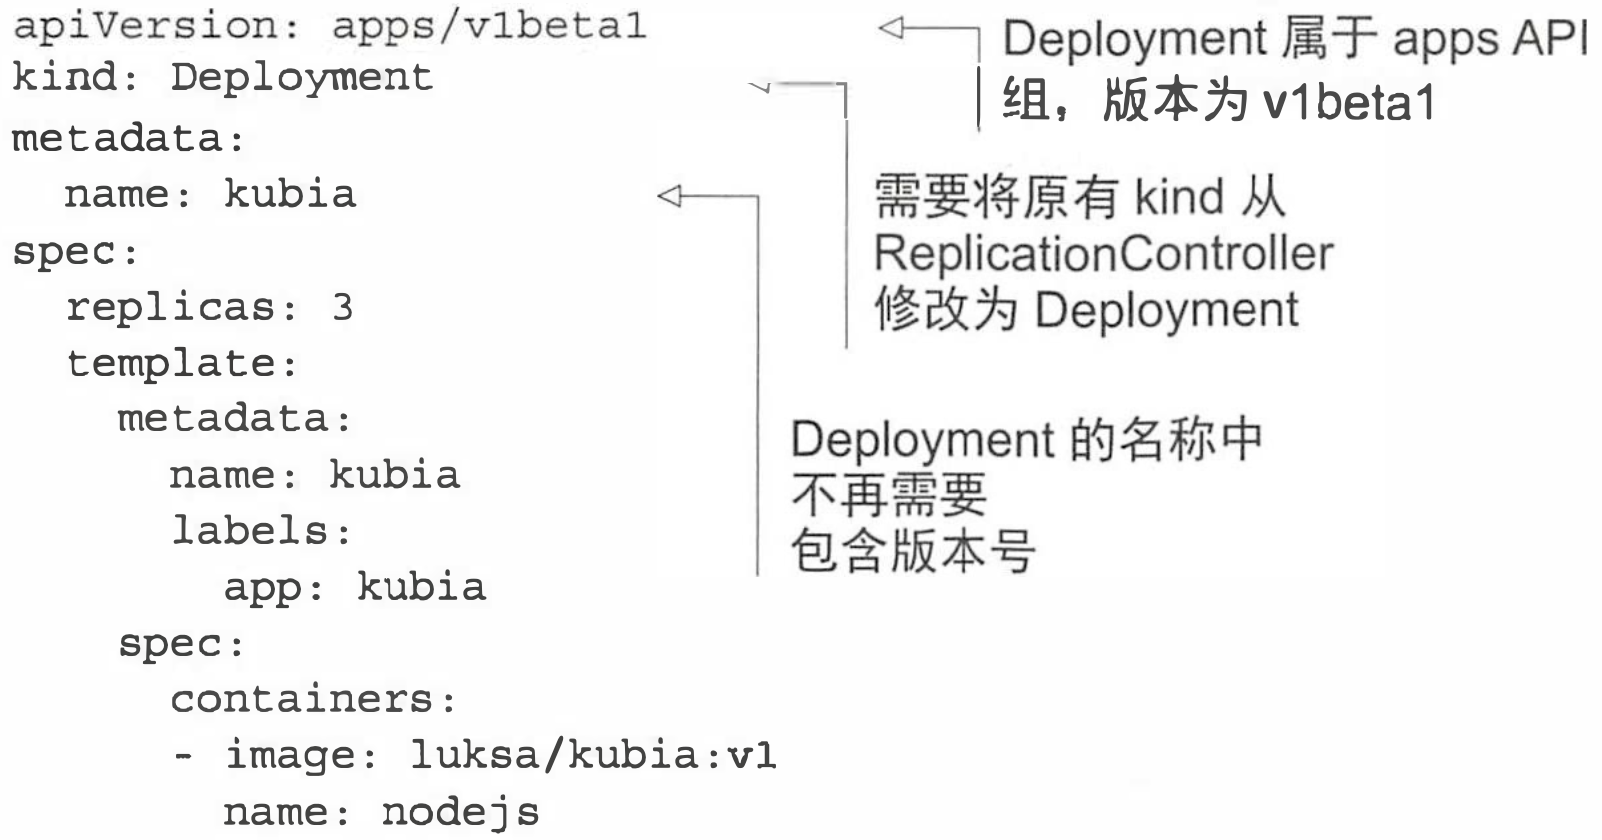 apiVersion: apps/v1beta1
kind: Deployment
metadata:
  name: kubia
spec:
  replicas: 3
  template:
    metadata:
      name: kubia
      labels:
        app: kubia
    spec:
      containers:
      - image: luksa/kubia:v1
        name: nodejs
Deployment 属于 apps API
组，版本为 v1beta1
需要将原有 kind 从
ReplicationController
修改为 Deployment
Deployment 的名称中
不再需要
包含版本号